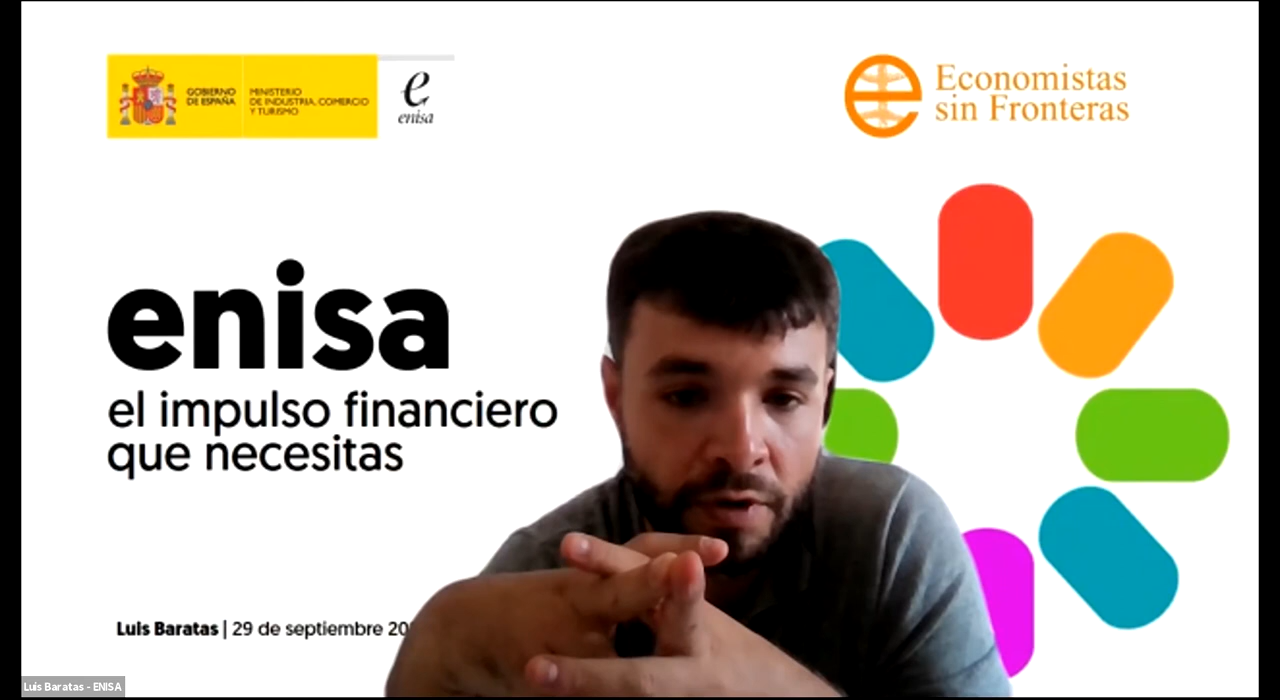 GOBIERNO
DE ESPAÑA
MINISTERIO
DE INDUSTRIA, COMERCIO
Y TURISMO
e
enisa
Economistas
sin Fronteras
enisa
el impulso financiero
que necesitas
Luis Baratas | 29 de septiembre
Luis Baratas - ENISA